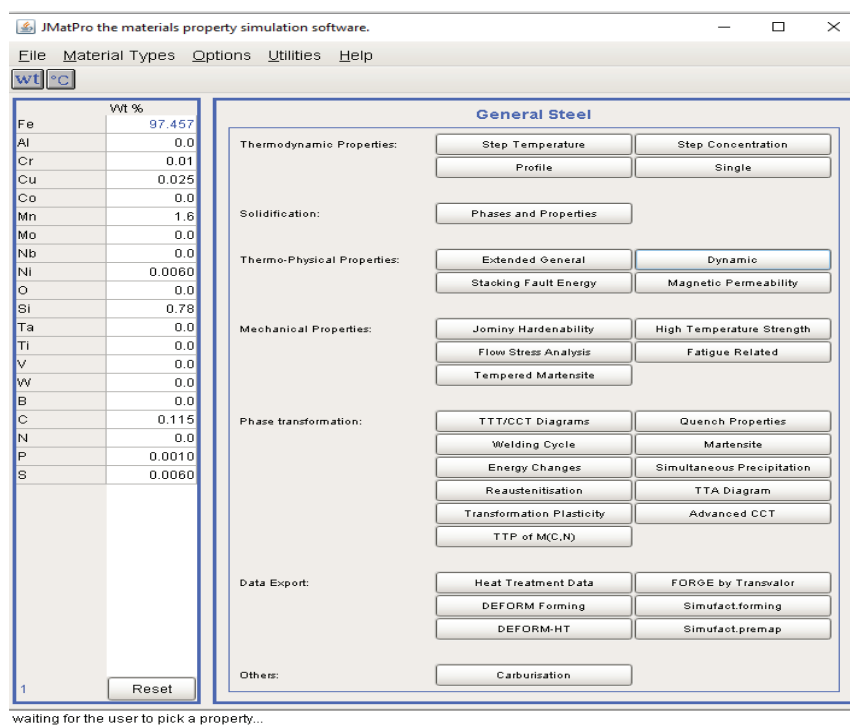 JMatPro the materials property simulation software.
File Material Types Options Utilities Help
wt °C
Wt %
Fe 97.457
Al 0.0
Cr 0.01
Cu 0.025
Co 0.0
Mn 1.6
Mo 0.0
Nb 0.0
Ni 0.0060
O 0.0
Si 0.78
Ta 0.0
Ti 0.0
V 0.0
W 0.0
B 0.0
C 0.115
N 0.0
P 0.0010
S 0.0060
1 Reset
General Steel
Thermodynamic Properties: Step Temperature Step Concentration
Profile Single
Solidification: Phases and Properties
Thermo-Physical Properties: Extended General Dynamic
Stacking Fault Energy Magnetic Permeability
Mechanical Properties: Jominy Hardenability High Temperature Strength
Flow Stress Analysis Fatigue Related
Tempered Martensite
Phase transformation: TTT/CCT Diagrams Quench Properties
Welding Cycle Martensite
Energy Changes Simultaneous Precipitation
Reaustenitisation TTA Diagram
Transformation Plasticity Advanced CCT
TTP of M(C,N)
Data Export: Heat Treatment Data FORGE by Transvalor
DEFORM Forming Simufact.forming
DEFORM-HT Simufact.premap
Others: Carburisation
waiting for the user to pick a property...